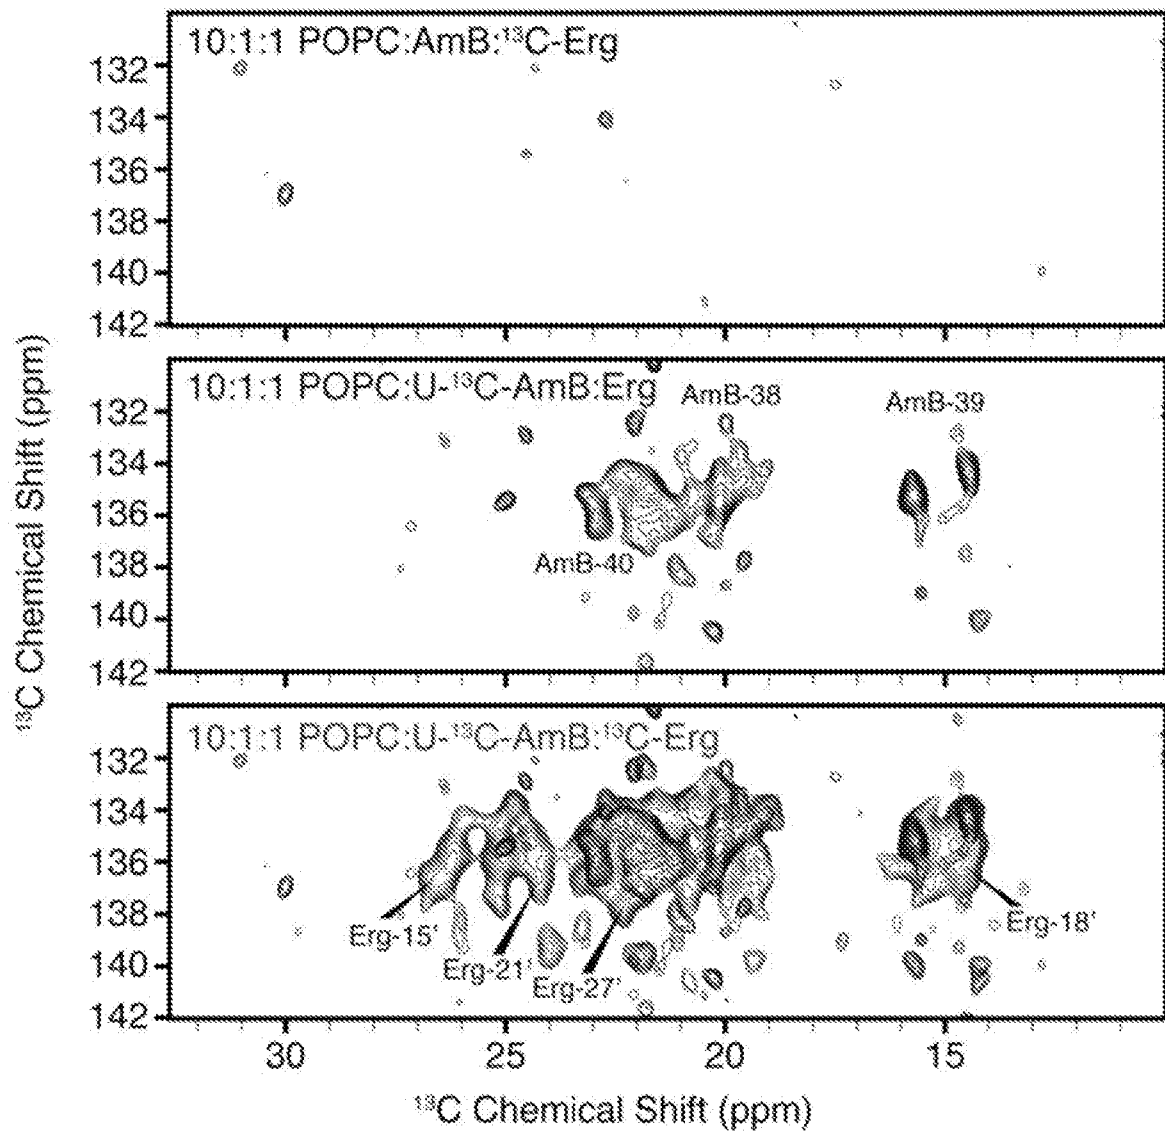 10:1:1 POPC:AmB:¹³C-Erg
132
134
136
138
140
142
10:1:1 POPC:U-¹³C-AmB:Erg
AmB-38
AmB-39
AmB-40
132
134
136
138
140
142
10:1:1 POPC:U-¹³C-AmB:¹³C-Erg
132
134
136
138
140
142
Erg-15'
Erg-21'
Erg-27'
Erg-18'
30 25 20 15
¹³C Chemical Shift (ppm)
¹³C Chemical Shift (ppm)